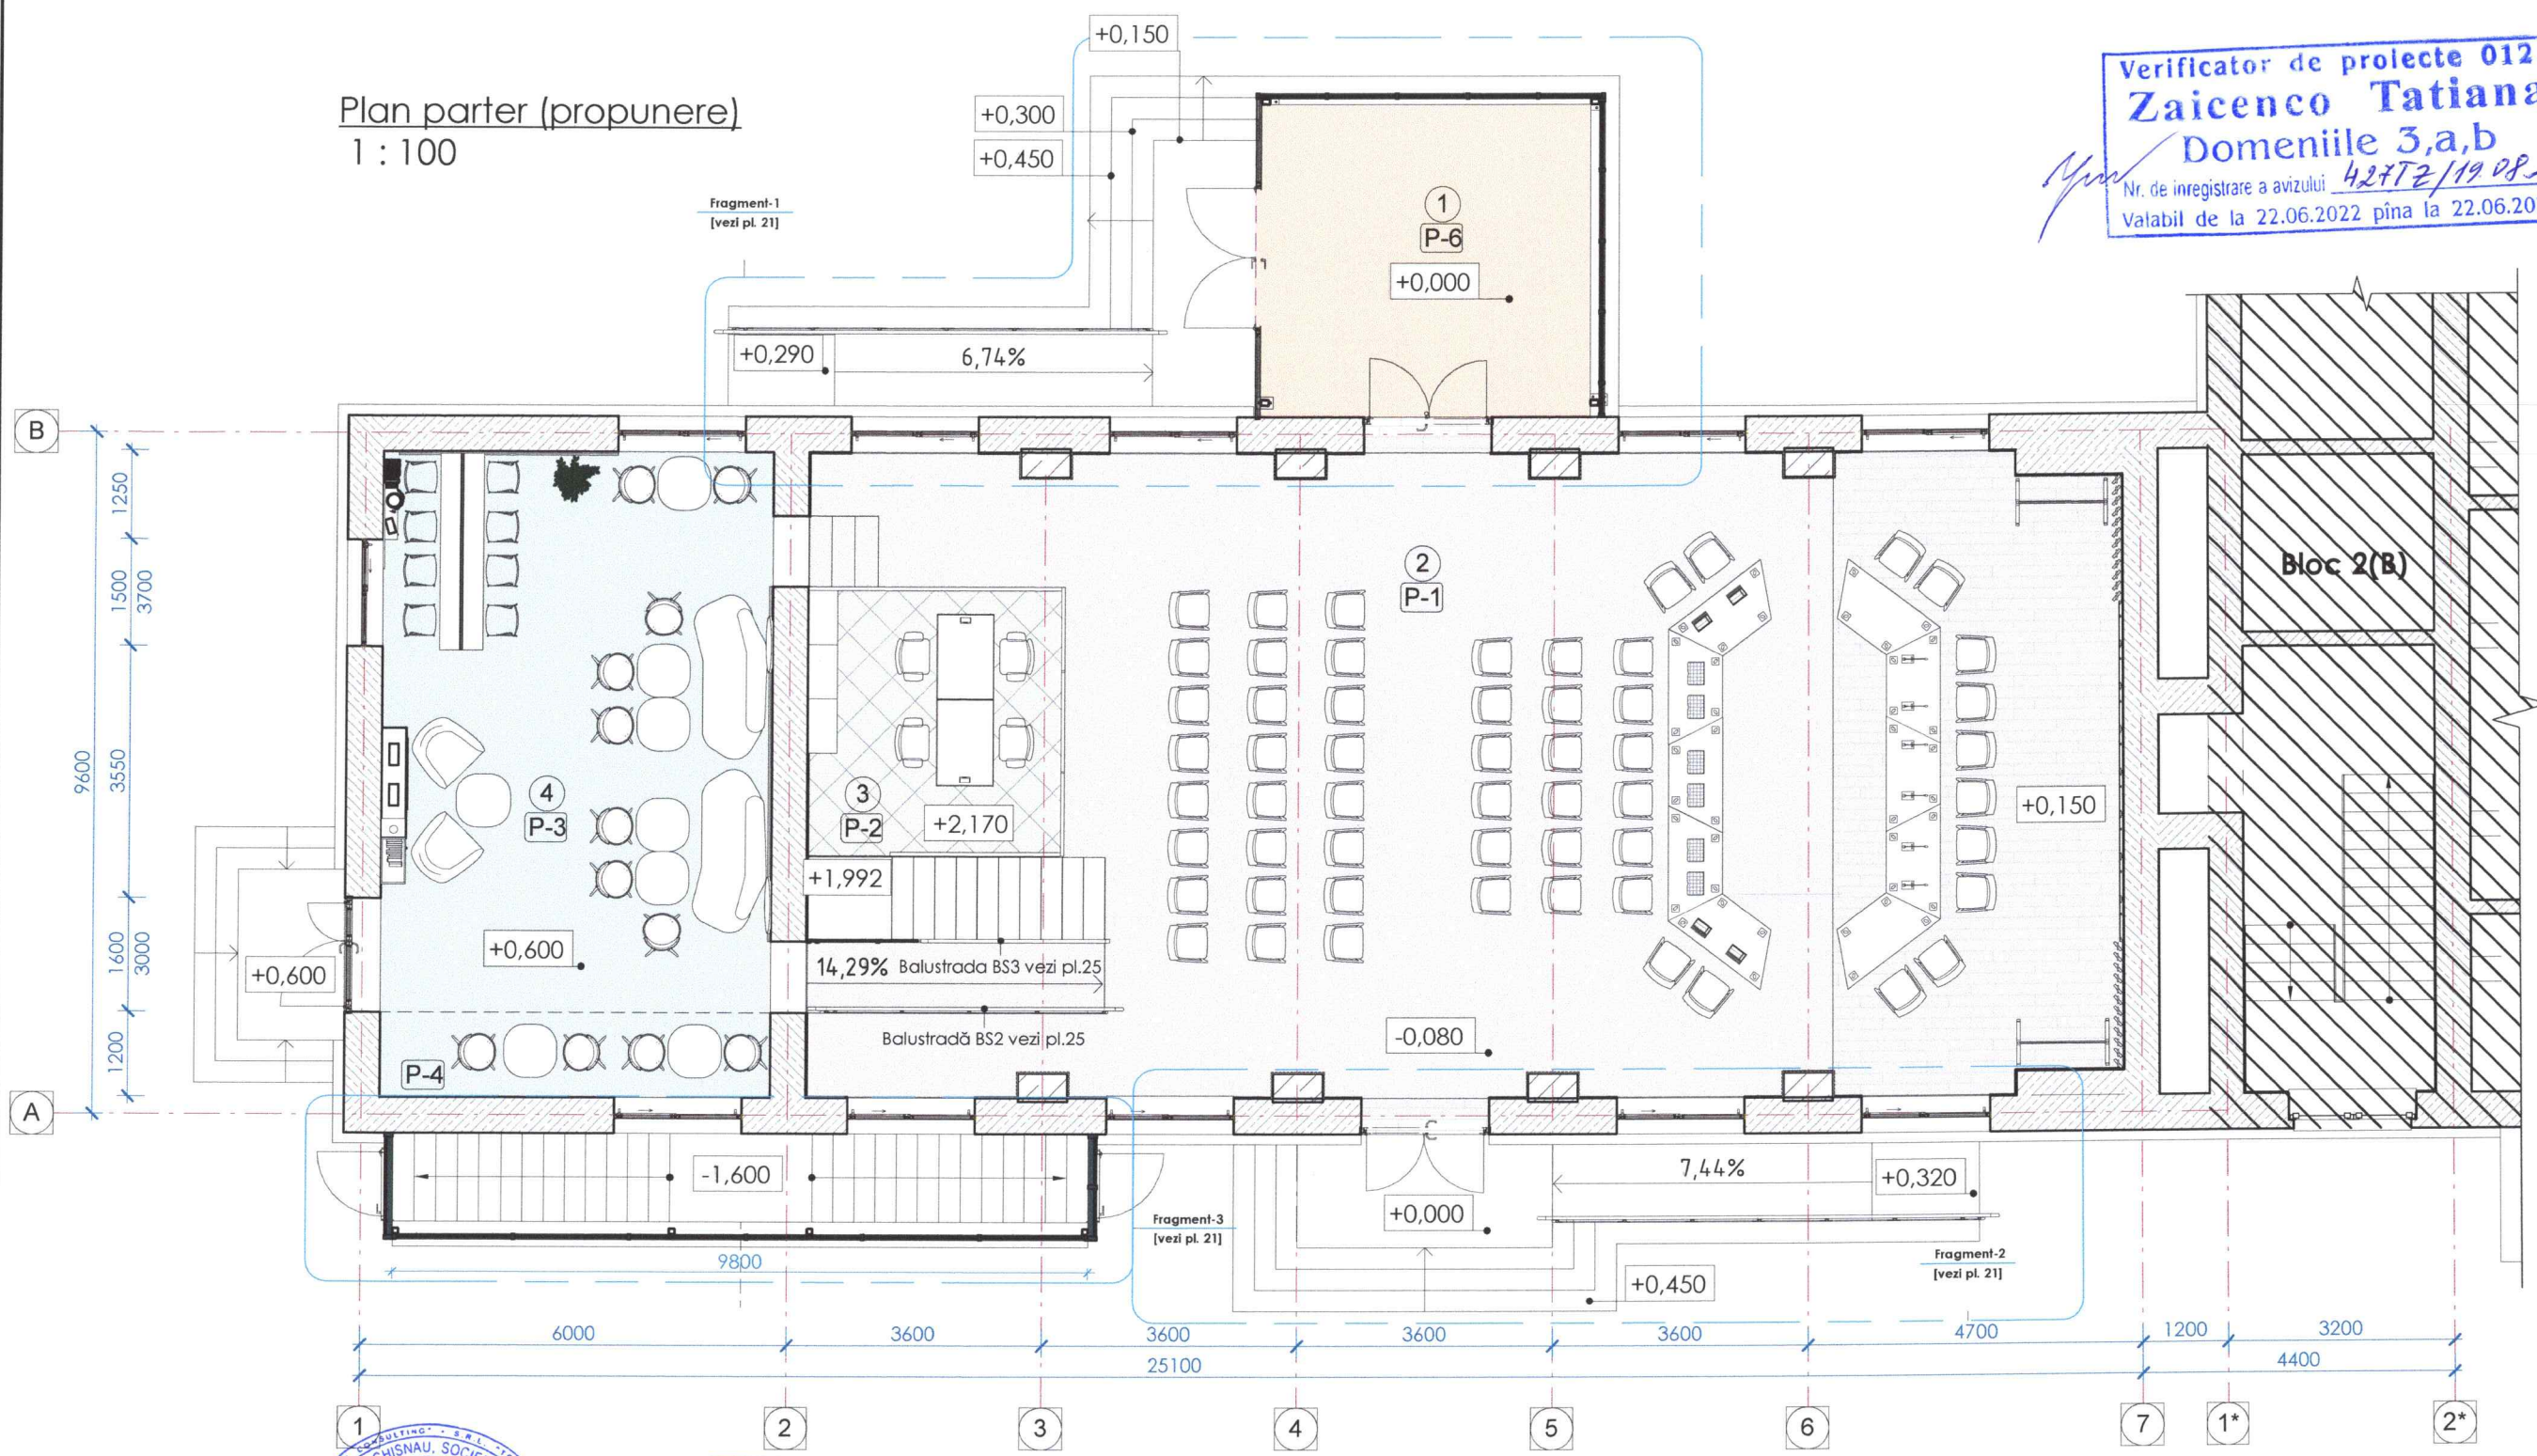 Plan parter (propunere)
1 : 100
Verificator de proiecte 012
Zaicenco Tatiana
Domeniile 3,a,b
Nr. de inregistrare a avizului 427TZ/19.08.
Valabil de la 22.06.2022 pîna la 22.06.20
+0,150
+0,300
+0,450
Fragment-1
[vezi pl. 21]
1
P-6
+0,000
+0,290
6,74%
B
1250
1500
3700
3550
9600
1600
3000
1200
A
2
P-1
Bloc 2(B)
4
P-3
3
P-2
+2,170
+0,150
+1,992
+0,600
+0,600
14,29% Balustrada BS3 vezi pl.25
Balustradă BS2 vezi pl.25
-0,080
P-4
-1,600
7,44%
+0,320
+0,000
Fragment-3
[vezi pl. 21]
Fragment-2
[vezi pl. 21]
9800
+0,450
6000
3600
3600
3600
3600
4700
1200
3200
25100
4400
1
2
3
4
5
6
7
1*
2*
CONSULTING" * S.R.L.
CHISNAU, SOCIE